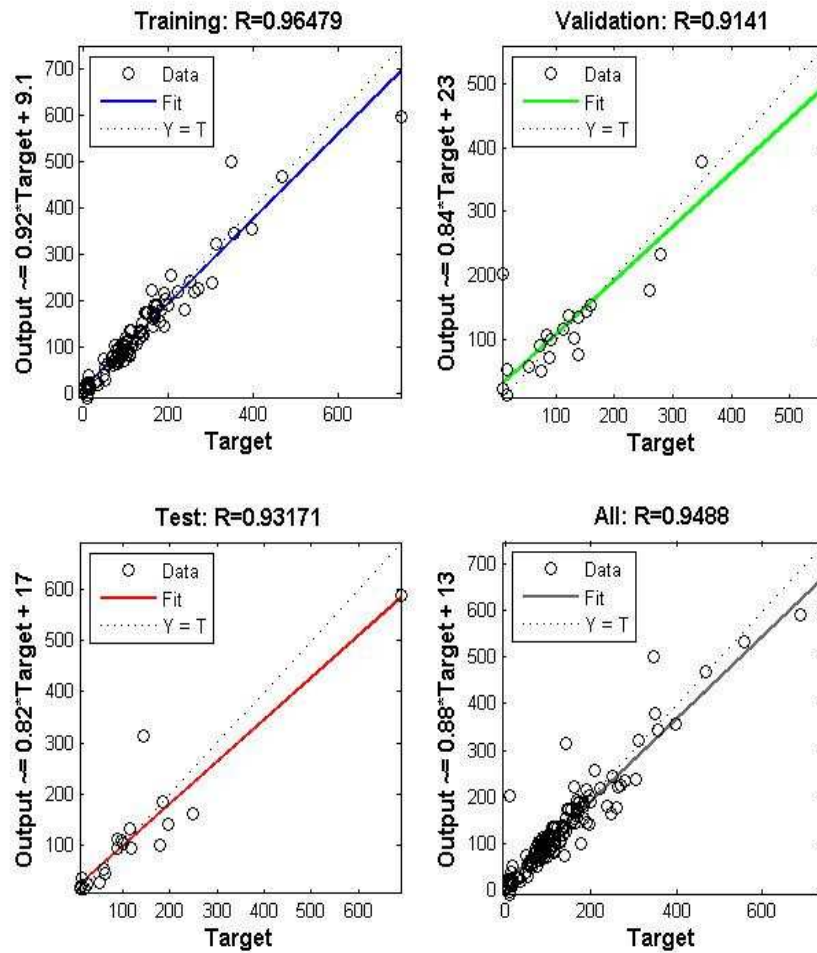 Training: R=0.96479
Output ~= 0.92*Target + 9.1
700
600
500
400
300
200
100
0
Data
Fit
Y = T
0
200
400
600
Target
Validation: R=0.9141
Output ~= 0.84*Target + 23
500
400
300
200
100
Data
Fit
Y = T
100
200
300
400
500
Target
Test: R=0.93171
Output ~= 0.82*Target + 17
600
500
400
300
200
100
Data
Fit
Y = T
100
200
300
400
500
600
Target
All: R=0.9488
Output ~= 0.88*Target + 13
700
600
500
400
300
200
100
0
Data
Fit
Y = T
0
200
400
600
Target